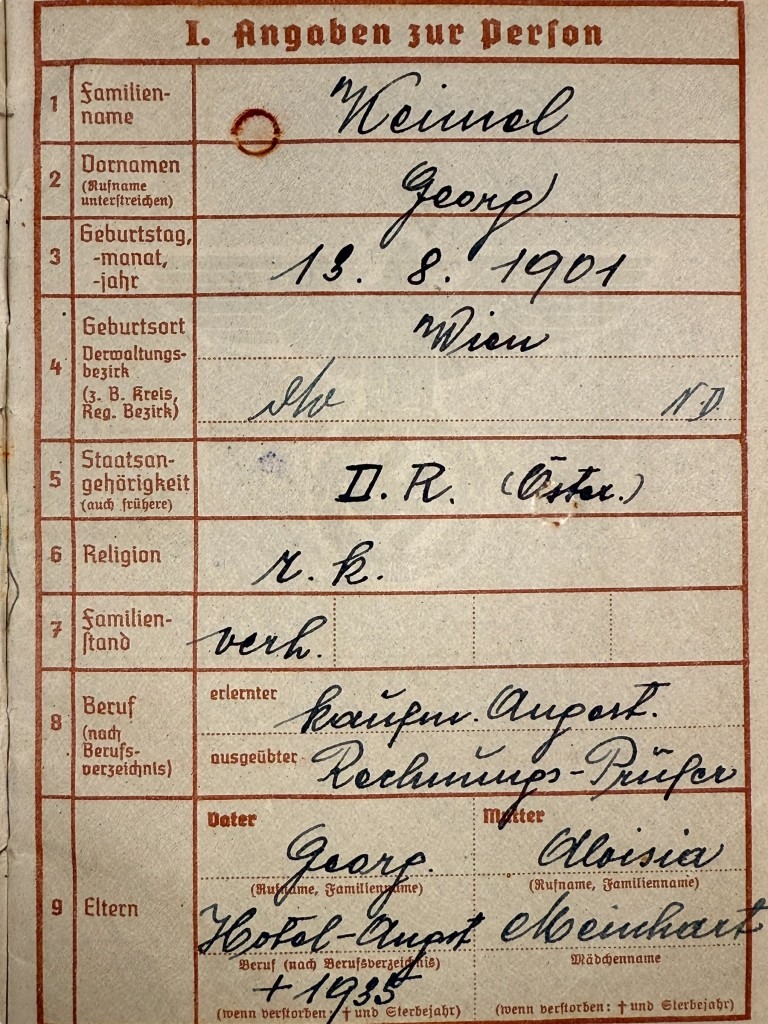 I. Angaben zur Person
1 Familien-
name
Weimel
2 Vornamen
(Rufname
unterstreichen)
Georg
3 Geburtstag,
-monat,
-jahr
13. 8. 1901
4 Geburtsort
Wien
Verwaltungs-
bezirk
(z. B. Kreis,
Reg. Bezirk)
N.D.
5 Staatsan-
gehörigkeit
(auch frühere)
D. R. (Öster.)
6 Religion
r. k.
7 Familien-
stand
verh.
8 Beruf
(nach
Berufs-
verzeichnis)
erlernter kaufm. Angest.
ausgeübter Rechnungs-Prüfer
9 Eltern
Vater
Georg.
(Rufname, Familienname)
Hotel-Angst
Beruf (nach Berufsverzeichnis)
+ 1935
(wenn verstorben: † und Sterbejahr)
Mutter
Aloisia
(Rufname, Familienname)
Meinhart
Mädchenname
(wenn verstorben: † und Sterbejahr)